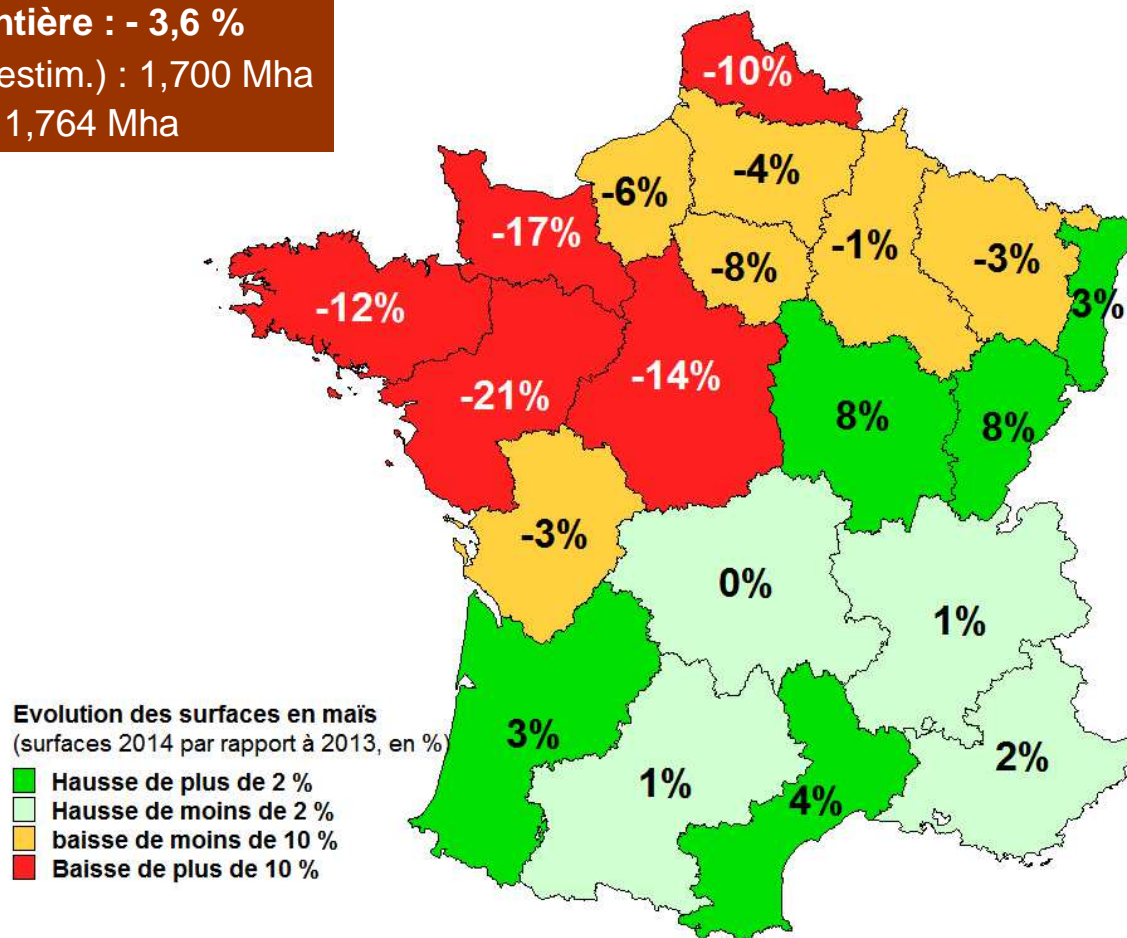 ntière : - 3,6 %
estim.) : 1,700 Mha
1,764 Mha
-10%
-4%
-6%
-17%
-1%
-3%
-8%
3%
-12%
-14%
-21%
8%
8%
-3%
0%
1%
3%
1%
2%
4%
Evolution des surfaces en maïs
(surfaces 2014 par rapport à 2013, en %)
Hausse de plus de 2 %
Hausse de moins de 2 %
baisse de moins de 10 %
Baisse de plus de 10 %